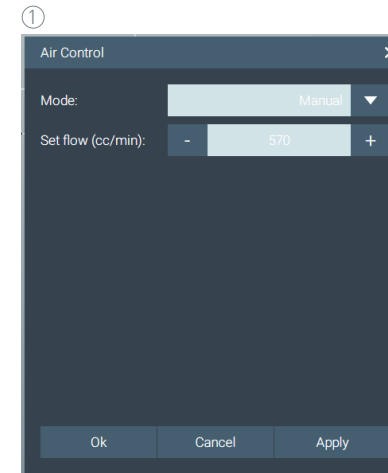 ①
Air Control
Mode: Manual
Set flow (cc/min): - 570 +
Ok Cancel Apply